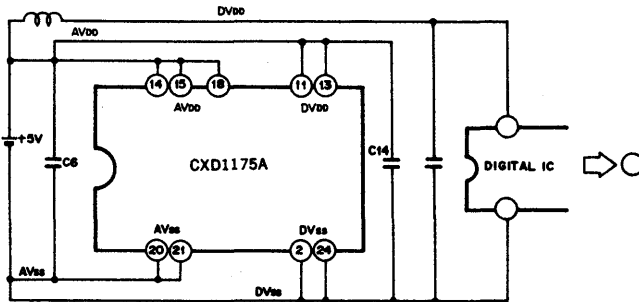 DVDD
AVDD
14 15 18 11 13
AVDD DVDD
+5V
C6
CXD1175A
C14
DIGITAL IC
AVSS DVSS
20 21 2 24
AVSS
DVSS